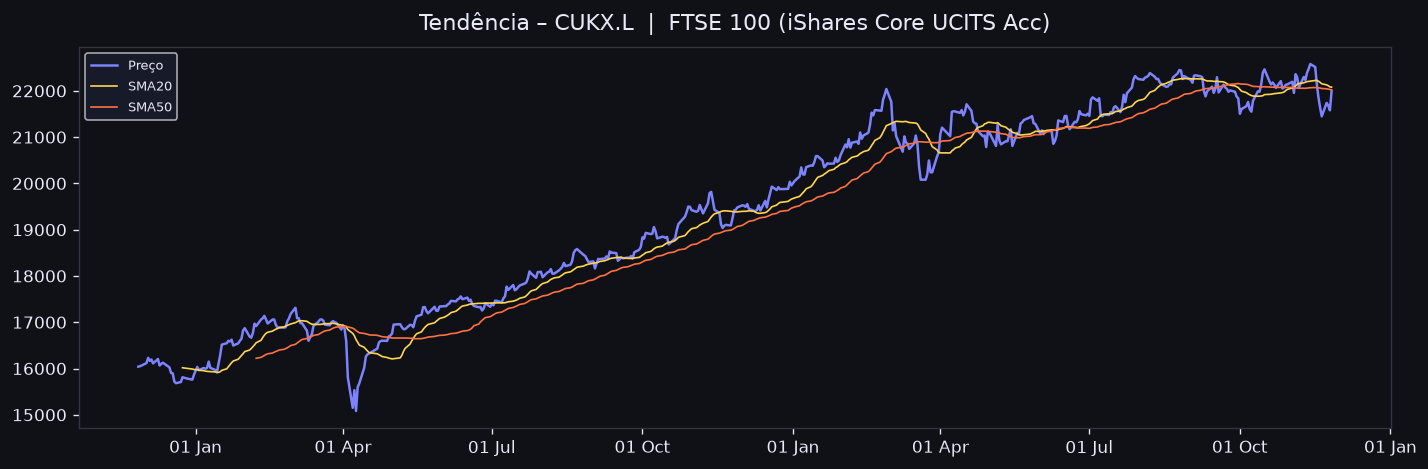 Tendência – CUKX.L | FTSE 100 (iShares Core UCITS Acc)
Preço
SMA20
SMA50
22000
21000
20000
19000
18000
17000
16000
15000
01 Jan
01 Apr
01 Jul
01 Oct
01 Jan
01 Apr
01 Jul
01 Oct
01 Jan